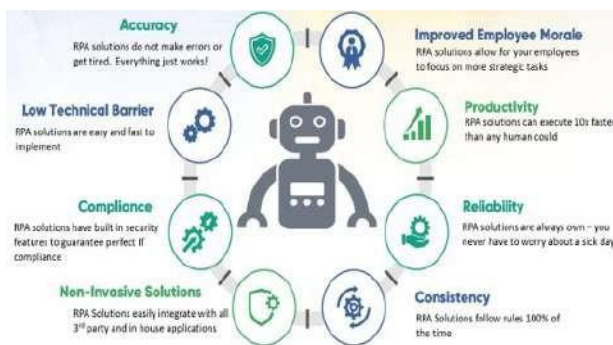 Accuracy
RPA solutions do not make errors or
get tired. Everything just works!
Improved Employee Morale
RPA solutions allow for your employees
to focus on more strategic tasks
Low Technical Barrier
RPA solutions are easy and fast to
implement
Productivity
RPA solutions can execute 10x faster
than any human could
Compliance
RPA solutions have built in security
features to guarantee perfect IT
compliance
Reliability
RPA solutions are always own – you
never have to worry about a sick day
Non-Invasive Solutions
RPA Solutions easily integrate with all
3rd party and in house applications
Consistency
RPA Solutions follow rules 100% of
the time